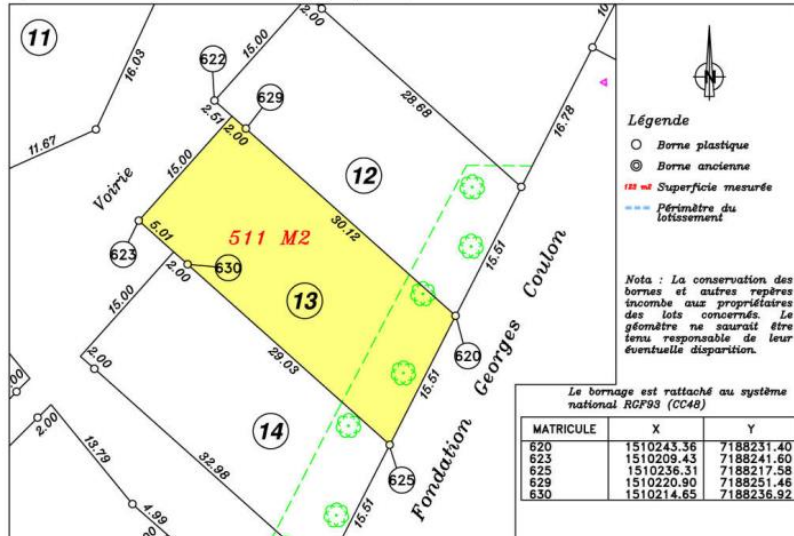 11
16.03
11.67
2.00
15.00
622
629
2.51
2.00
28.68
16.78
10
12
15.00
Voirie
511 M2
30.12
5.01
623
2.00
630
13
15.51
620
15.00
2.00
29.03
15.51
Fondation Georges Coulon
14
32.98
625
15.51
.00
2.00
13.79
4.99
.00
N
Légende
Borne plastique
Borne ancienne
123 m2 Superficie mesurée
Périmètre du
lotissement
Nota : La conservation des
bornes et autres repères
incombe aux propriétaires
des lots concernés. Le
géomètre ne saurait être
tenu responsable de leur
éventuelle disparition.
Le bornage est rattaché au système
national RGF93 (CC48)
MATRICULE X Y
620 1510243.36 7188231.40
623 1510209.43 7188241.60
625 1510236.31 7188217.58
629 1510220.90 7188251.46
630 1510214.65 7188236.92